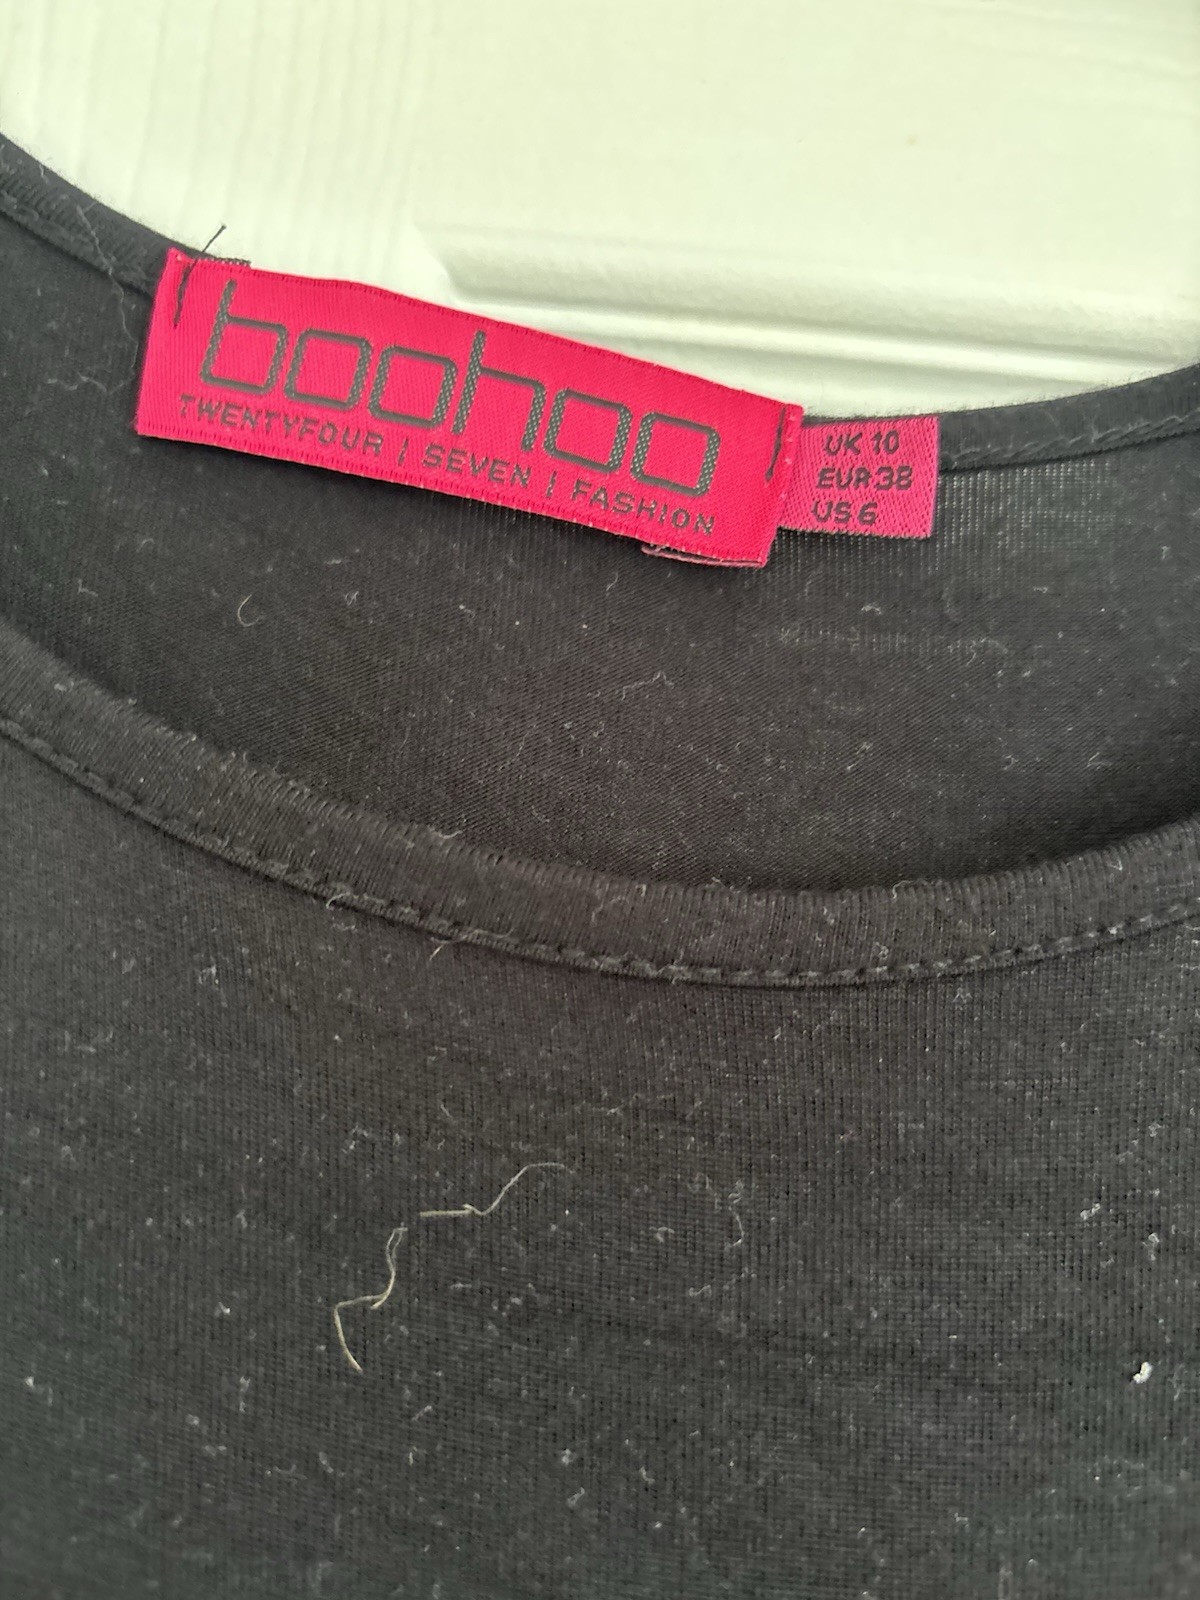 boohoo
TWENTYFOUR | SEVEN | FASHION
UK 10
EUR 38
US 6